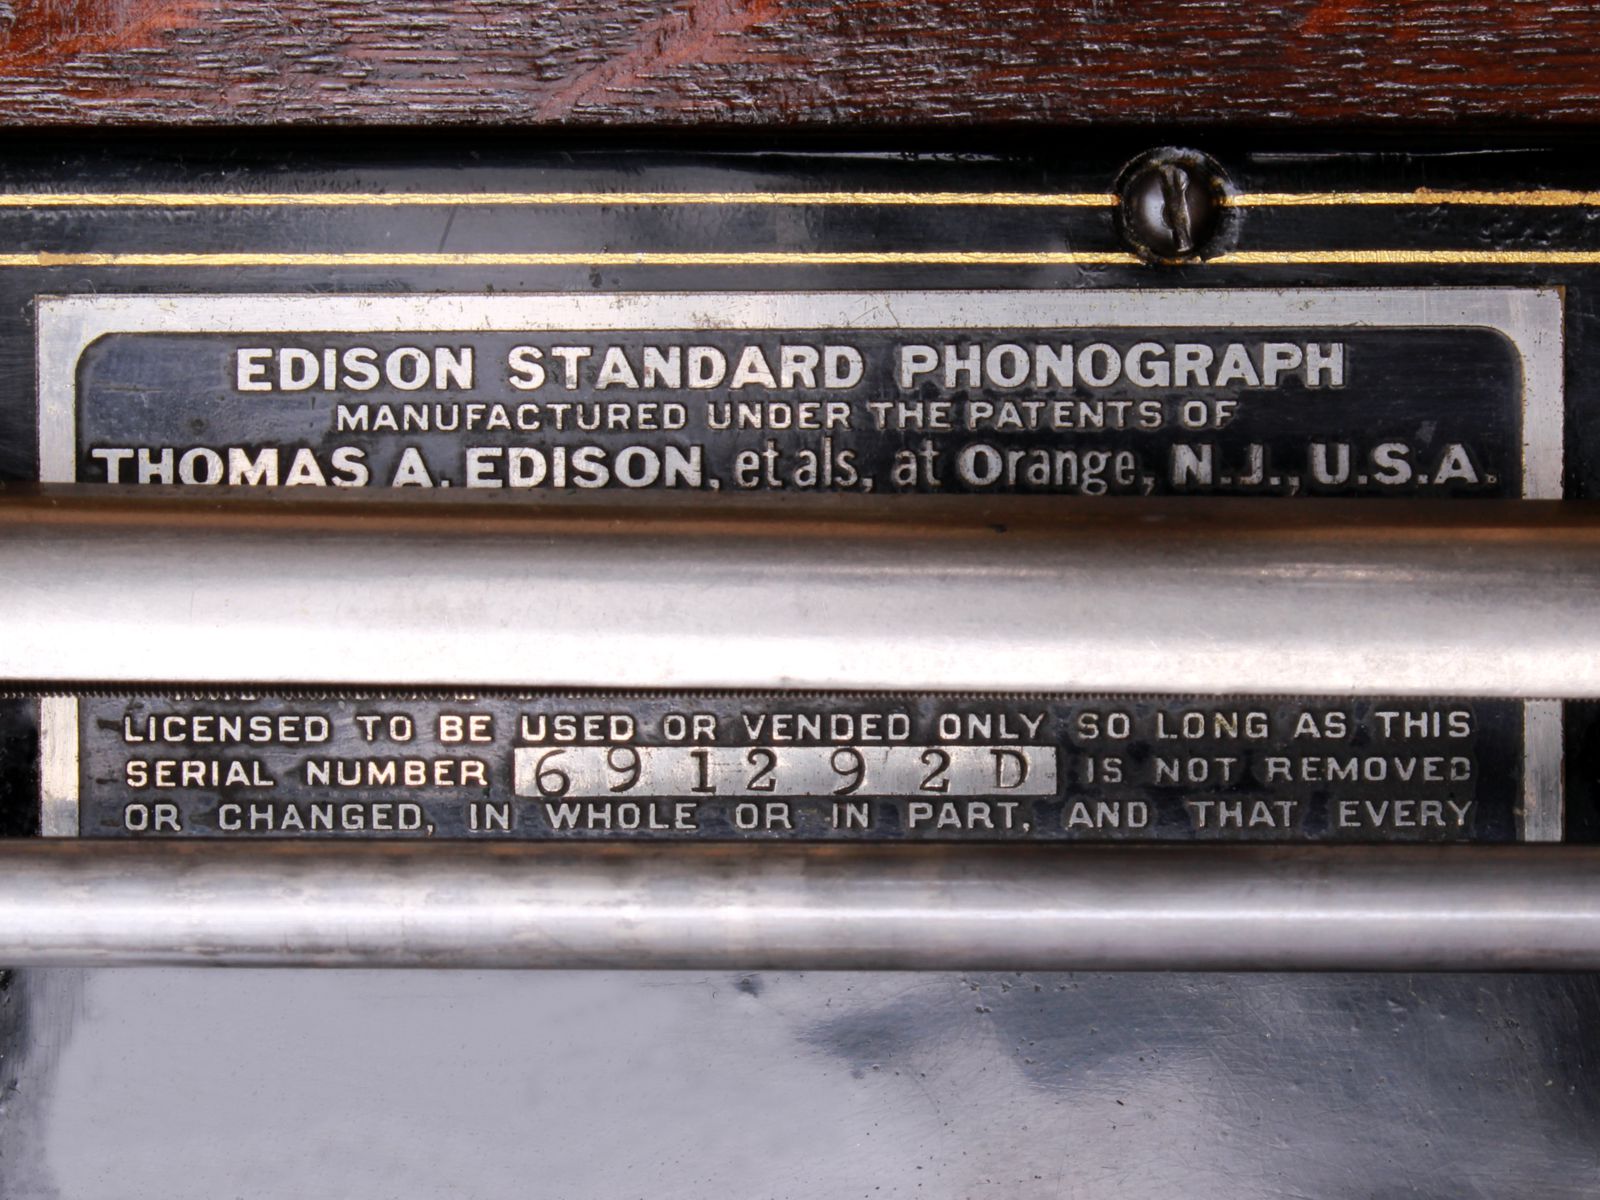 EDISON STANDARD PHONOGRAPH
MANUFACTURED UNDER THE PATENTS OF
THOMAS A. EDISON, et als, at Orange, N.J., U.S.A.
LICENSED TO BE USED OR VENDED ONLY SO LONG AS THIS
SERIAL NUMBER 691292D IS NOT REMOVED
OR CHANGED, IN WHOLE OR IN PART, AND THAT EVERY